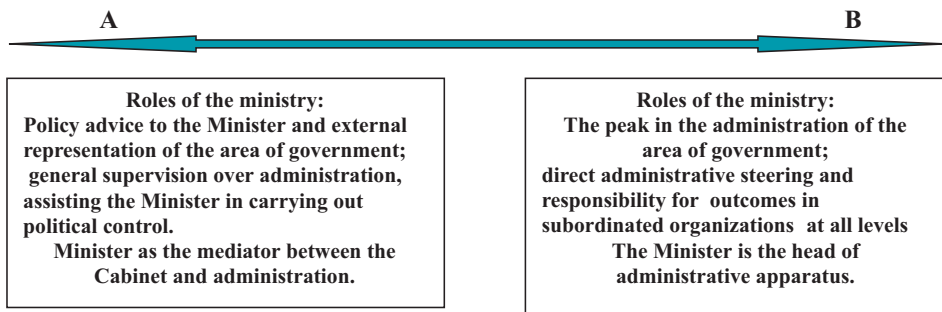 A
B
Roles of the ministry:
Policy advice to the Minister and external
representation of the area of government;
general supervision over administration,
assisting the Minister in carrying out
political control.
Minister as the mediator between the
Cabinet and administration.
Roles of the ministry:
The peak in the administration of the
area of government;
direct administrative steering and
responsibility for outcomes in
subordinated organizations at all levels
The Minister is the head of
administrative apparatus.